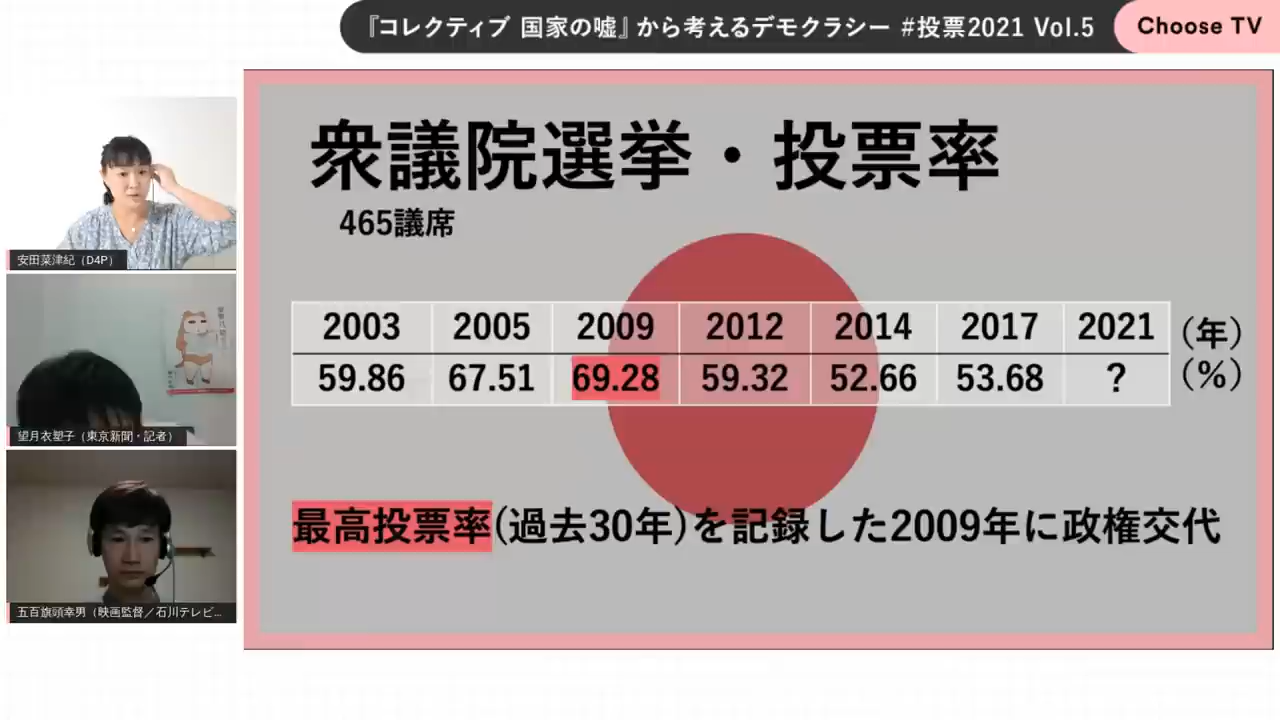 『コレクティブ 国家の嘘』から考えるデモクラシー #投票2021 Vol.5
Choose TV
衆議院選挙・投票率
465議席
2003 2005 2009 2012 2014 2017 2021 (年)
59.86 67.51 69.28 59.32 52.66 53.68 ? (%)
最高投票率(過去30年)を記録した2009年に政権交代
安田菜津紀（D4P）
望月衣塑子（東京新聞・記者）
五百旗頭幸男（映画監督／石川テレビ...